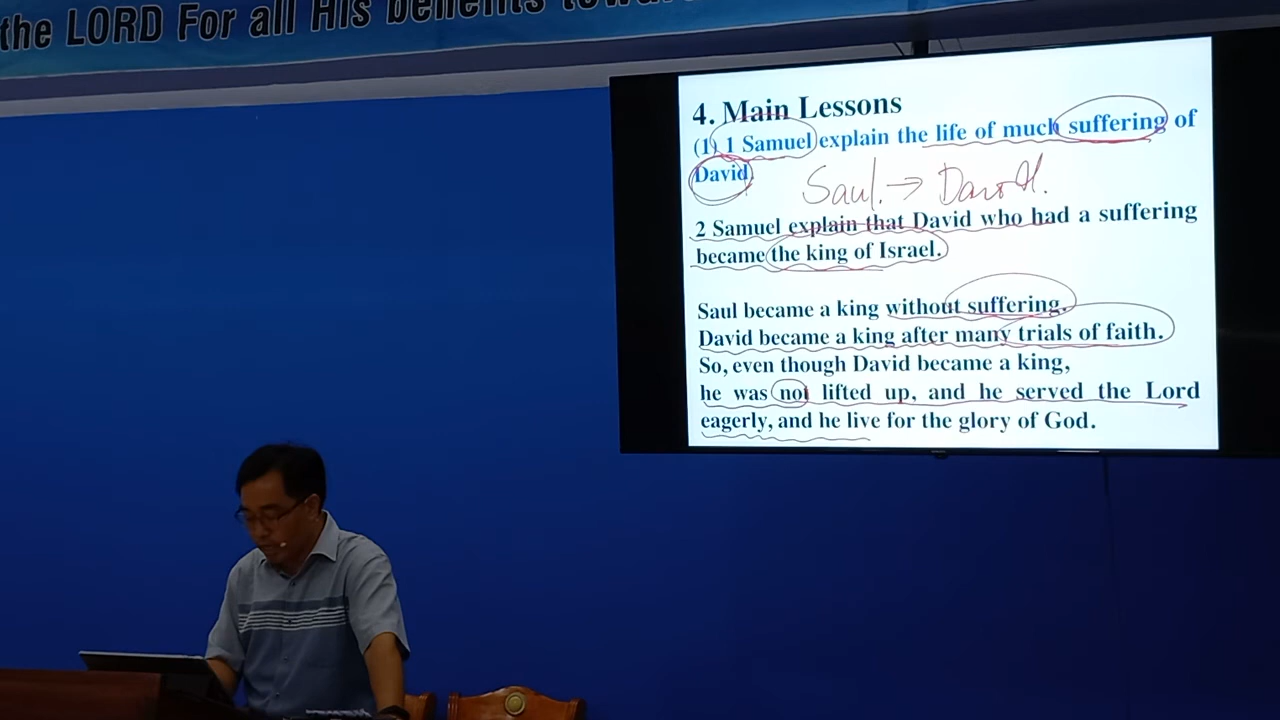 the LORD For all His benefits
4. Main Lessons
(1) 1 Samuel explain the life of much suffering of
David.
Saul. → David.
2 Samuel explain that David who had a suffering
became the king of Israel.
Saul became a king without suffering.
David became a king after many trials of faith.
So, even though David became a king,
he was not lifted up, and he served the Lord
eagerly, and he live for the glory of God.